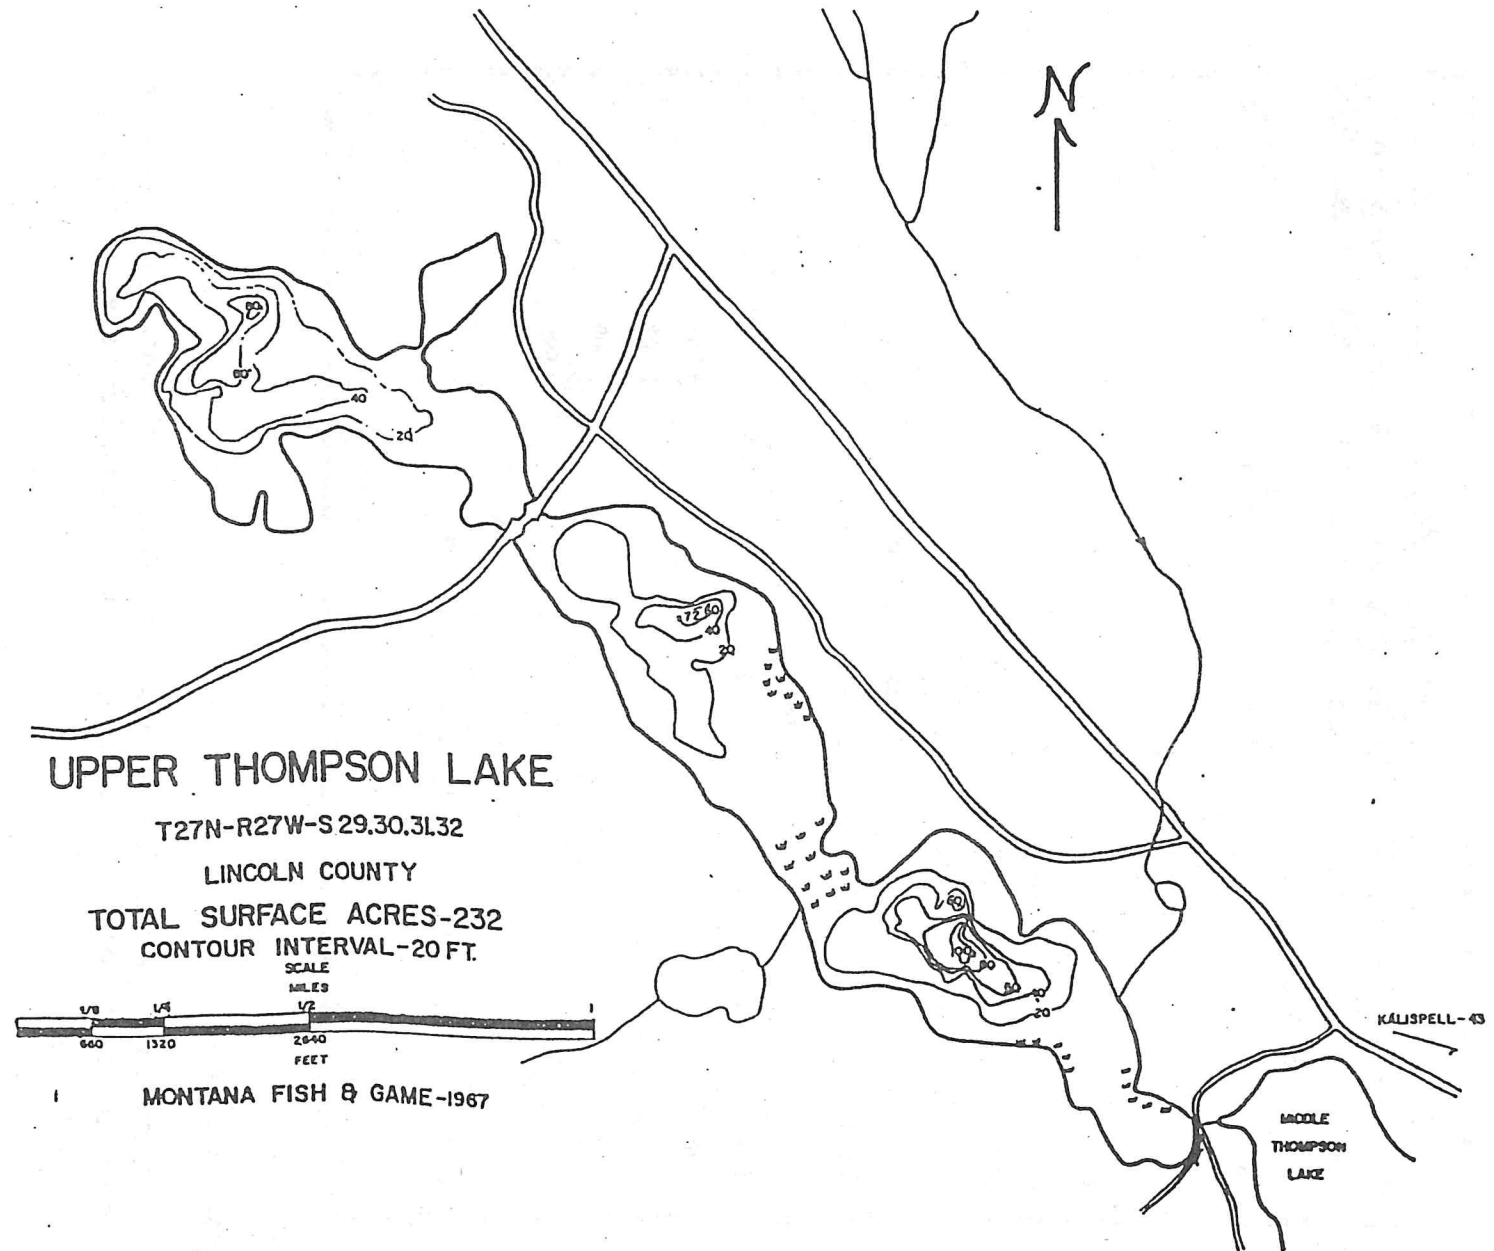 N
80
60
40
20
72 60
40
20
60
80
60
40
20
UPPER THOMPSON LAKE
T27N-R27W-S 29.30.31.32
LINCOLN COUNTY
TOTAL SURFACE ACRES-232
CONTOUR INTERVAL-20 FT.
SCALE
MILES
1/8 1/4 1/2 1
660 1320 2640
FEET
MONTANA FISH & GAME-1967
KALISPELL-43
MIDDLE
THOMPSON
LAKE